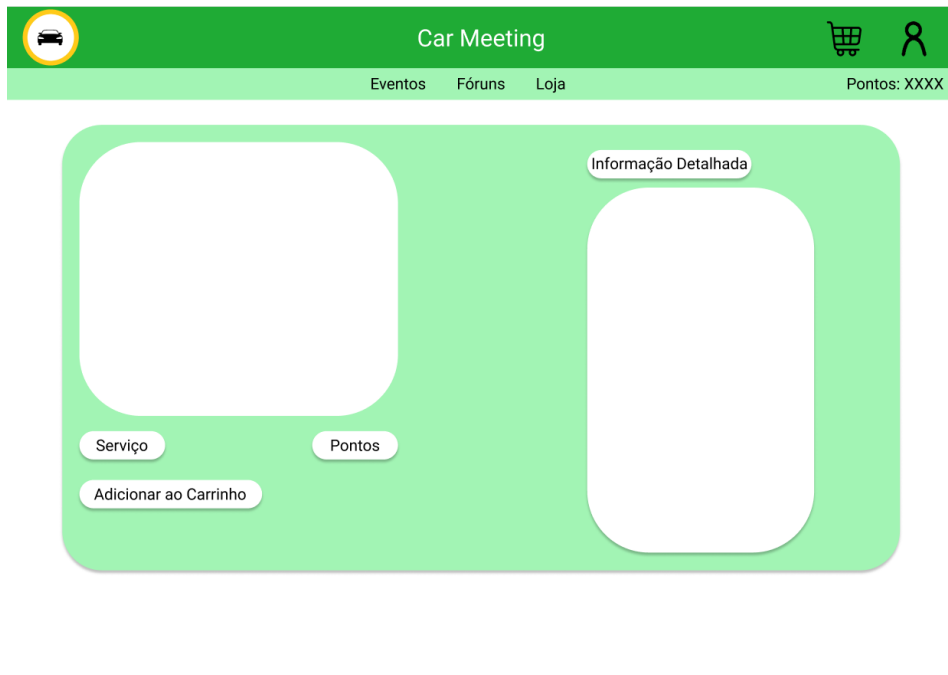 Car Meeting
Eventos Fóruns Loja Pontos: XXXX
Informação Detalhada
Serviço Pontos
Adicionar ao Carrinho